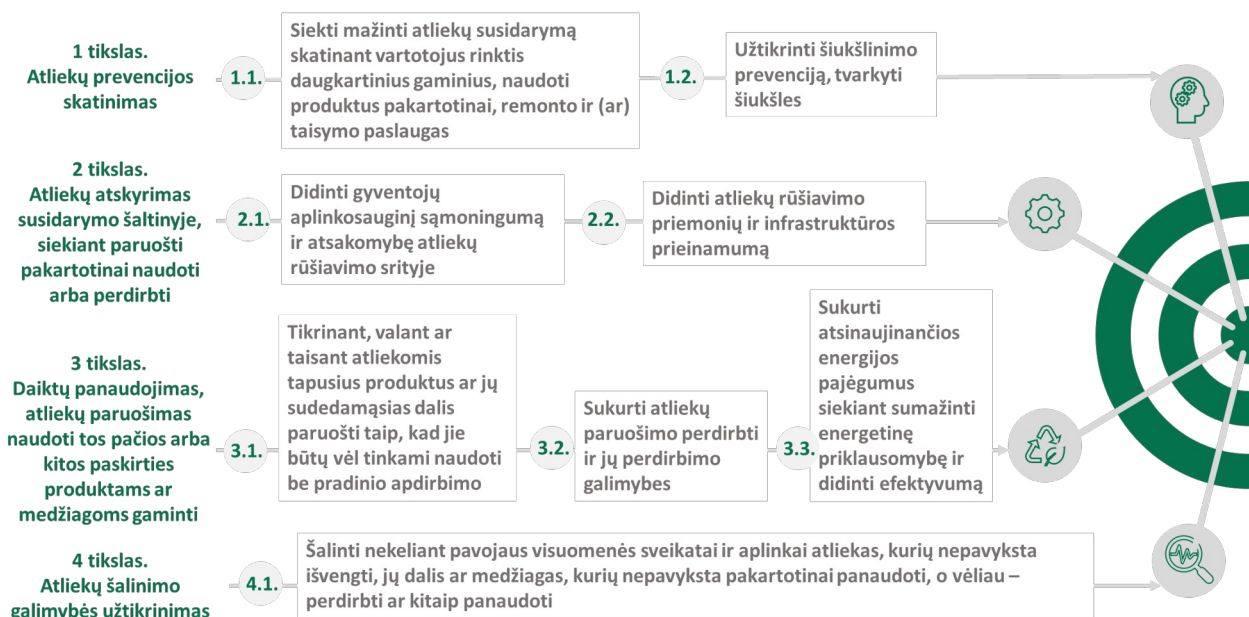 1 tikslas.
Atliekų prevencijos
skatinimas
1.1.
Siekti mažinti atliekų susidarymą
skatinant vartotojus rinktis
daugkartinius gaminius, naudoti
produktus pakartotinai, remonto ir (ar)
taisymo paslaugas
1.2.
Užtikrinti šiukšlinimo
prevenciją, tvarkyti
šiukšles
2 tikslas.
Atliekų atskyrimas
susidarymo šaltinyje,
siekiant paruošti
pakartotinai naudoti
arba perdirbti
2.1.
Didinti gyventojų
aplinkosauginį sąmoningumą
ir atsakomybę atliekų
rūšiavimo srityje
2.2.
Didinti atliekų rūšiavimo
priemonių ir infrastruktūros
prieinamumą
3 tikslas.
Daiktų panaudojimas,
atliekų paruošimas
naudoti tos pačios arba
kitos paskirties
produktams ar
medžiagoms gaminti
3.1.
Tikrinant, valant ar
taisant atliekomis
tapusius produktus ar jų
sudedamąsias dalis
paruošti taip, kad jie
būtų vėl tinkami naudoti
be pradinio apdirbimo
3.2.
Sukurti atliekų
paruošimo perdirbti
ir jų perdirbimo
galimybes
3.3.
Sukurti
atsinaujinančios
energijos
pajėgumus
siekiant sumažinti
energetinę
priklausomybę ir
didinti efektyvumą
4 tikslas.
Atliekų šalinimo
galimybės užtikrinimas
4.1.
Šalinti nekeliant pavojaus visuomenės sveikatai ir aplinkai atliekas, kurių nepavyksta
išvengti, jų dalis ar medžiagas, kurių nepavyksta pakartotinai panaudoti, o vėliau –
perdirbti ar kitaip panaudoti